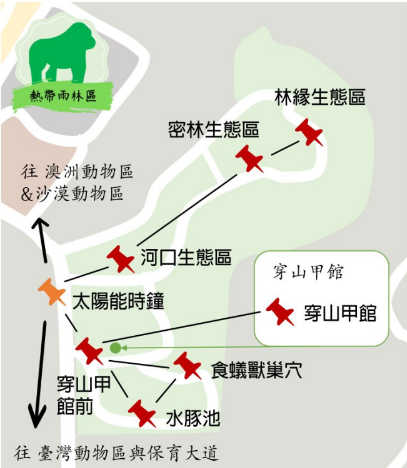 熱帶雨林區
林緣生態區
密林生態區
往 澳洲動物區
&沙漠動物區
河口生態區
穿山甲館
太陽能時鐘
穿山甲館
穿山甲
館前
食蟻獸巢穴
水豚池
往 臺灣動物區與保育大道